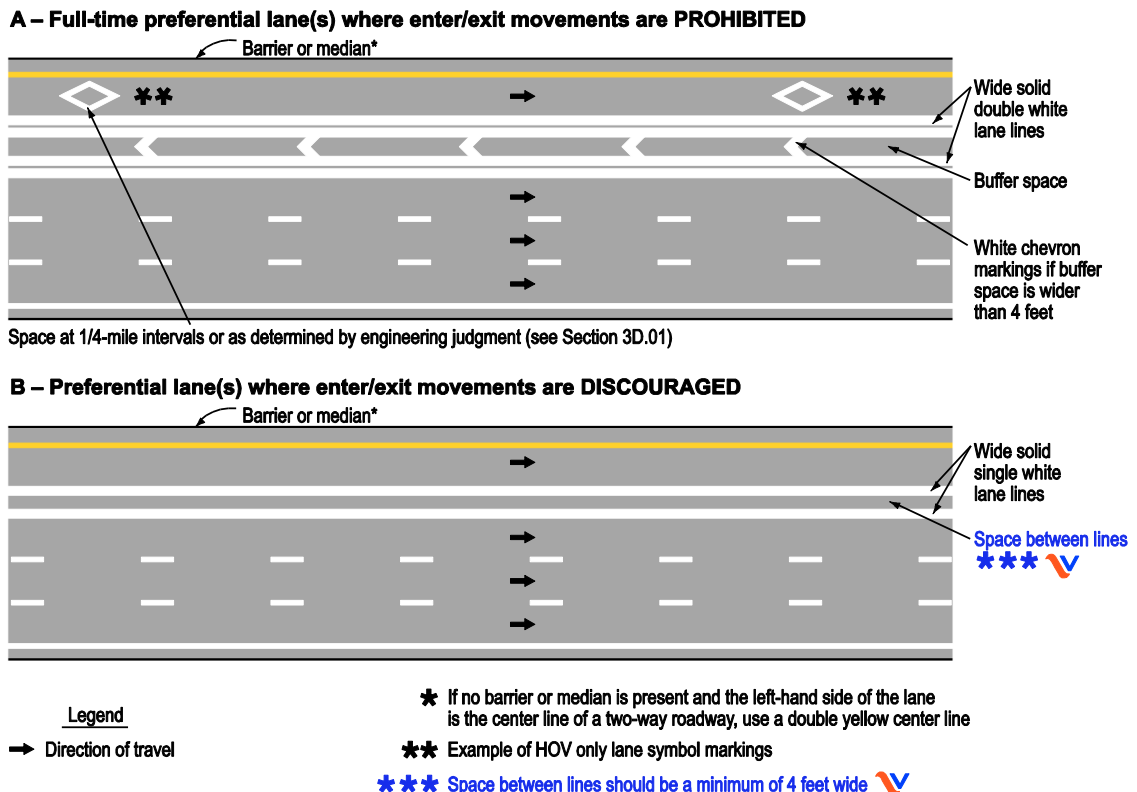 A – Full-time preferential lane(s) where enter/exit movements are PROHIBITED
Barrier or median*
**
**
Wide solid
double white
lane lines
Buffer space
White chevron
markings if buffer
space is wider
than 4 feet
Space at 1/4-mile intervals or as determined by engineering judgment (see Section 3D.01)
B – Preferential lane(s) where enter/exit movements are DISCOURAGED
Barrier or median*
Wide solid
single white
lane lines
Space between lines
***
Legend
Direction of travel
* If no barrier or median is present and the left-hand side of the lane
is the center line of a two-way roadway, use a double yellow center line
** Example of HOV only lane symbol markings
*** Space between lines should be a minimum of 4 feet wide